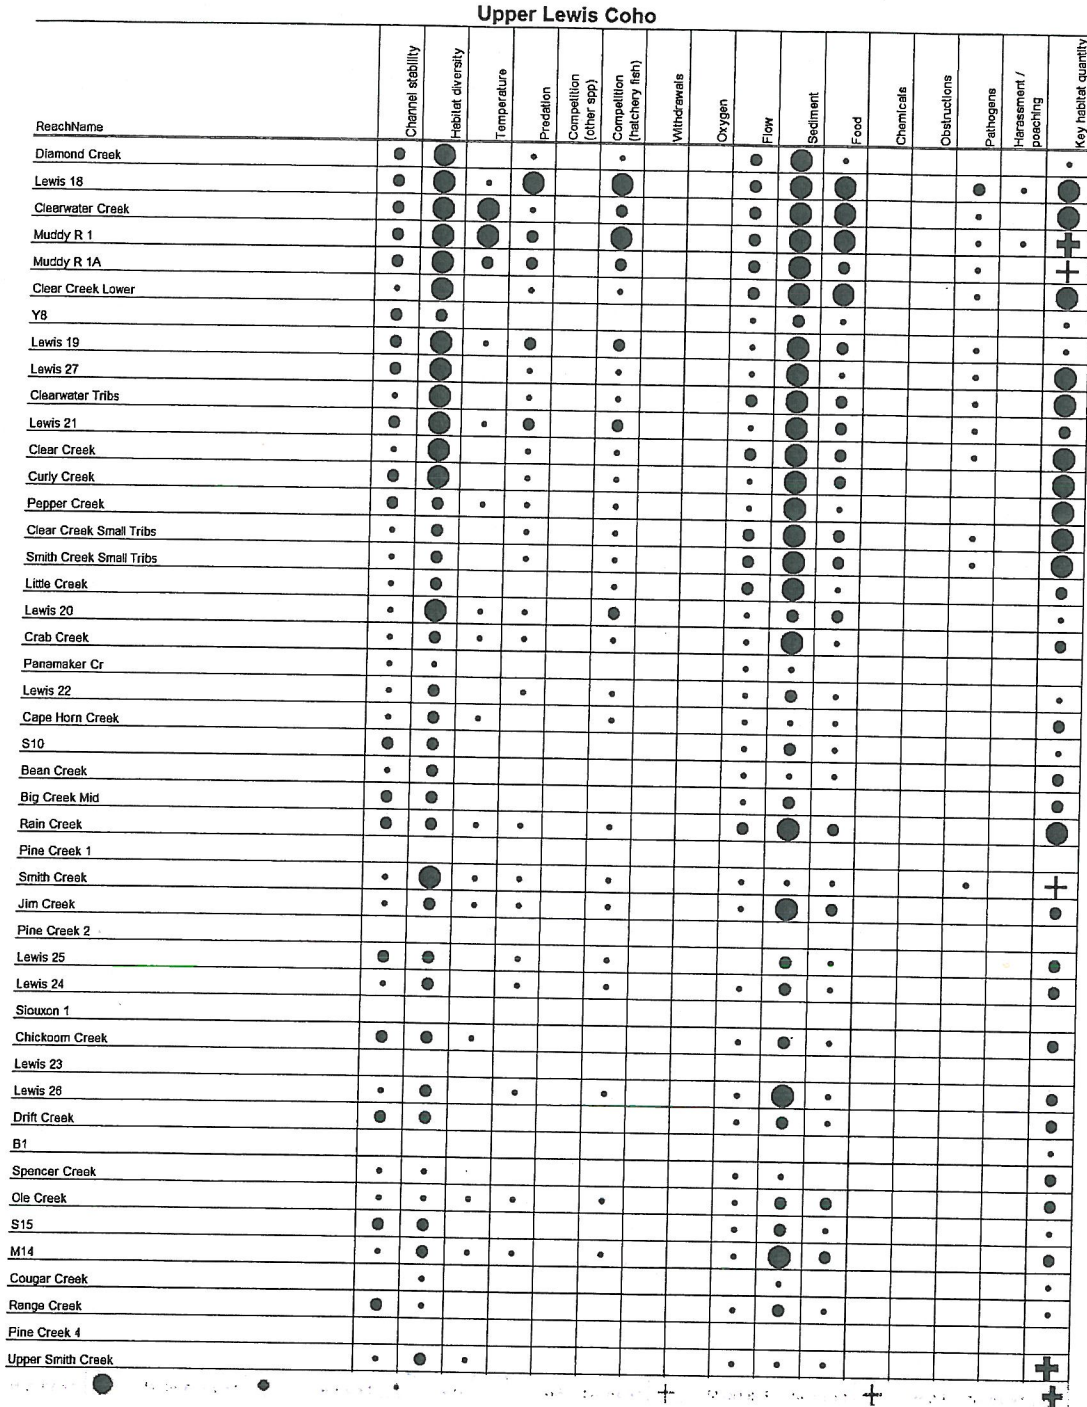 Upper Lewis Coho
ReachName
Channel stability
Habitat diversity
Temperature
Predation
Competition
(other spp)
Competition
(hatchery fish)
Withdrawals
Oxygen
Flow
Sediment
Food
Chemicals
Obstructions
Pathogens
Harassment /
poaching
Key habitat quantity
Diamond Creek
Lewis 18
Clearwater Creek
Muddy R 1
Muddy R 1A
Clear Creek Lower
Y8
Lewis 19
Lewis 27
Clearwater Tribs
Lewis 21
Clear Creek
Curly Creek
Pepper Creek
Clear Creek Small Tribs
Smith Creek Small Tribs
Little Creek
Lewis 20
Crab Creek
Panamaker Cr
Lewis 22
Cape Horn Creek
S10
Bean Creek
Big Creek Mid
Rain Creek
Pine Creek 1
Smith Creek
Jim Creek
Pine Creek 2
Lewis 25
Lewis 24
Siouxon 1
Chickoom Creek
Lewis 23
Lewis 26
Drift Creek
B1
Spencer Creek
Ole Creek
S15
M14
Cougar Creek
Range Creek
Pine Creek 4
Upper Smith Creek